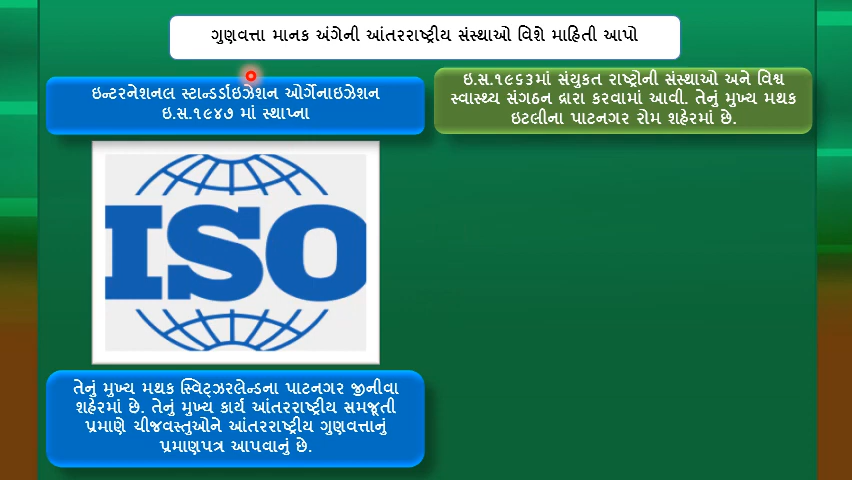 ગુણવત્તા માનક અંગેની આંતરરાષ્ટ્રીય સંસ્થાઓ વિશે માહિતી આપો
ઇન્ટરનેશનલ સ્ટાન્ડર્ડાઇઝેશન ઓર્ગેનાઇઝેશન
ઇ.સ.૧૯૪૭ માં સ્થાપ્ના
ISO
તેનું મુખ્ય મથક સ્વિટ્ઝરલેન્ડના પાટનગર જીનીવા
શહેરમાં છે. તેનું મુખ્ય કાર્ય આંતરરાષ્ટ્રીય સમજૂતી
પ્રમાણે ચીજવસ્તુઓને આંતરરાષ્ટ્રીય ગુણવત્તાનું
પ્રમાણપત્ર આપવાનું છે.
ઇ.સ.૧૯૬૩માં સંયુકત રાષ્ટ્રોની સંસ્થાઓ અને વિશ્વ
સ્વાસ્થ્ય સંગઠન દ્રારા કરવામાં આવી. તેનું મુખ્ય મથક
ઇટલીના પાટનગર રોમ શહેરમાં છે.